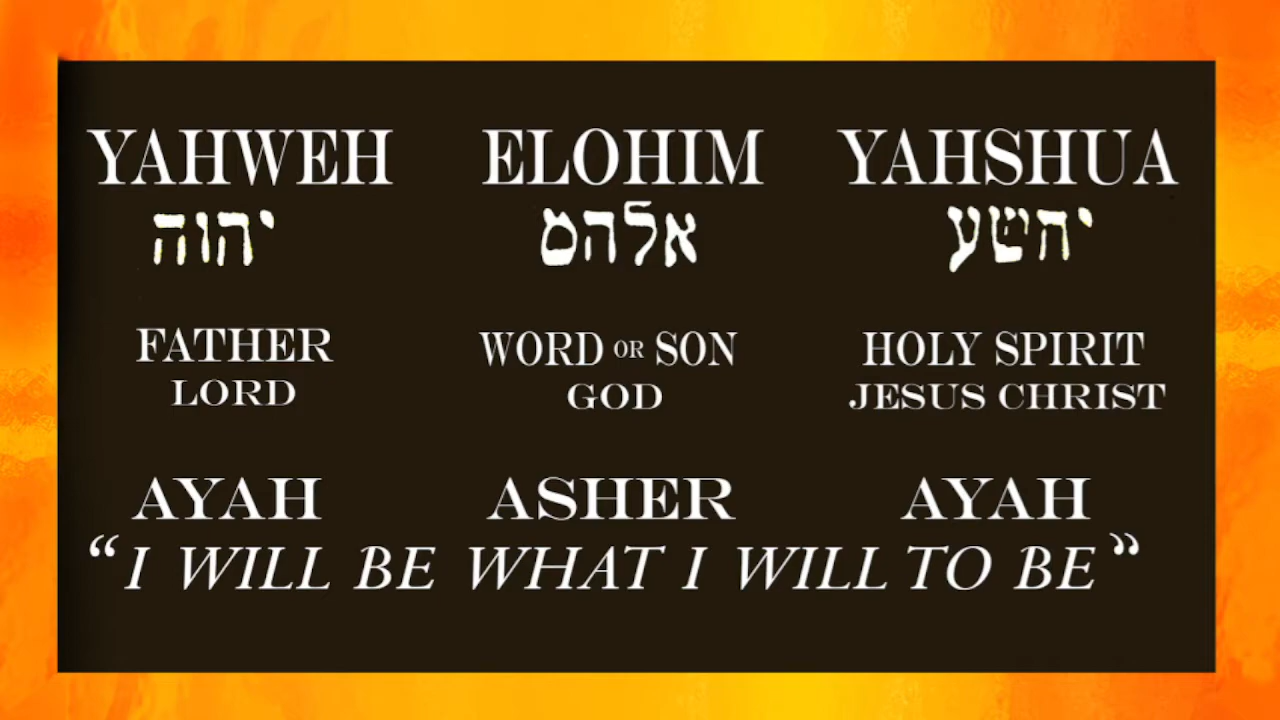 YAHWEH ELOHIM YAHSHUA
יהוה אלהם יהשע
FATHER WORD OR SON HOLY SPIRIT
LORD GOD JESUS CHRIST
AYAH ASHER AYAH
“I WILL BE WHAT I WILL TO BE”